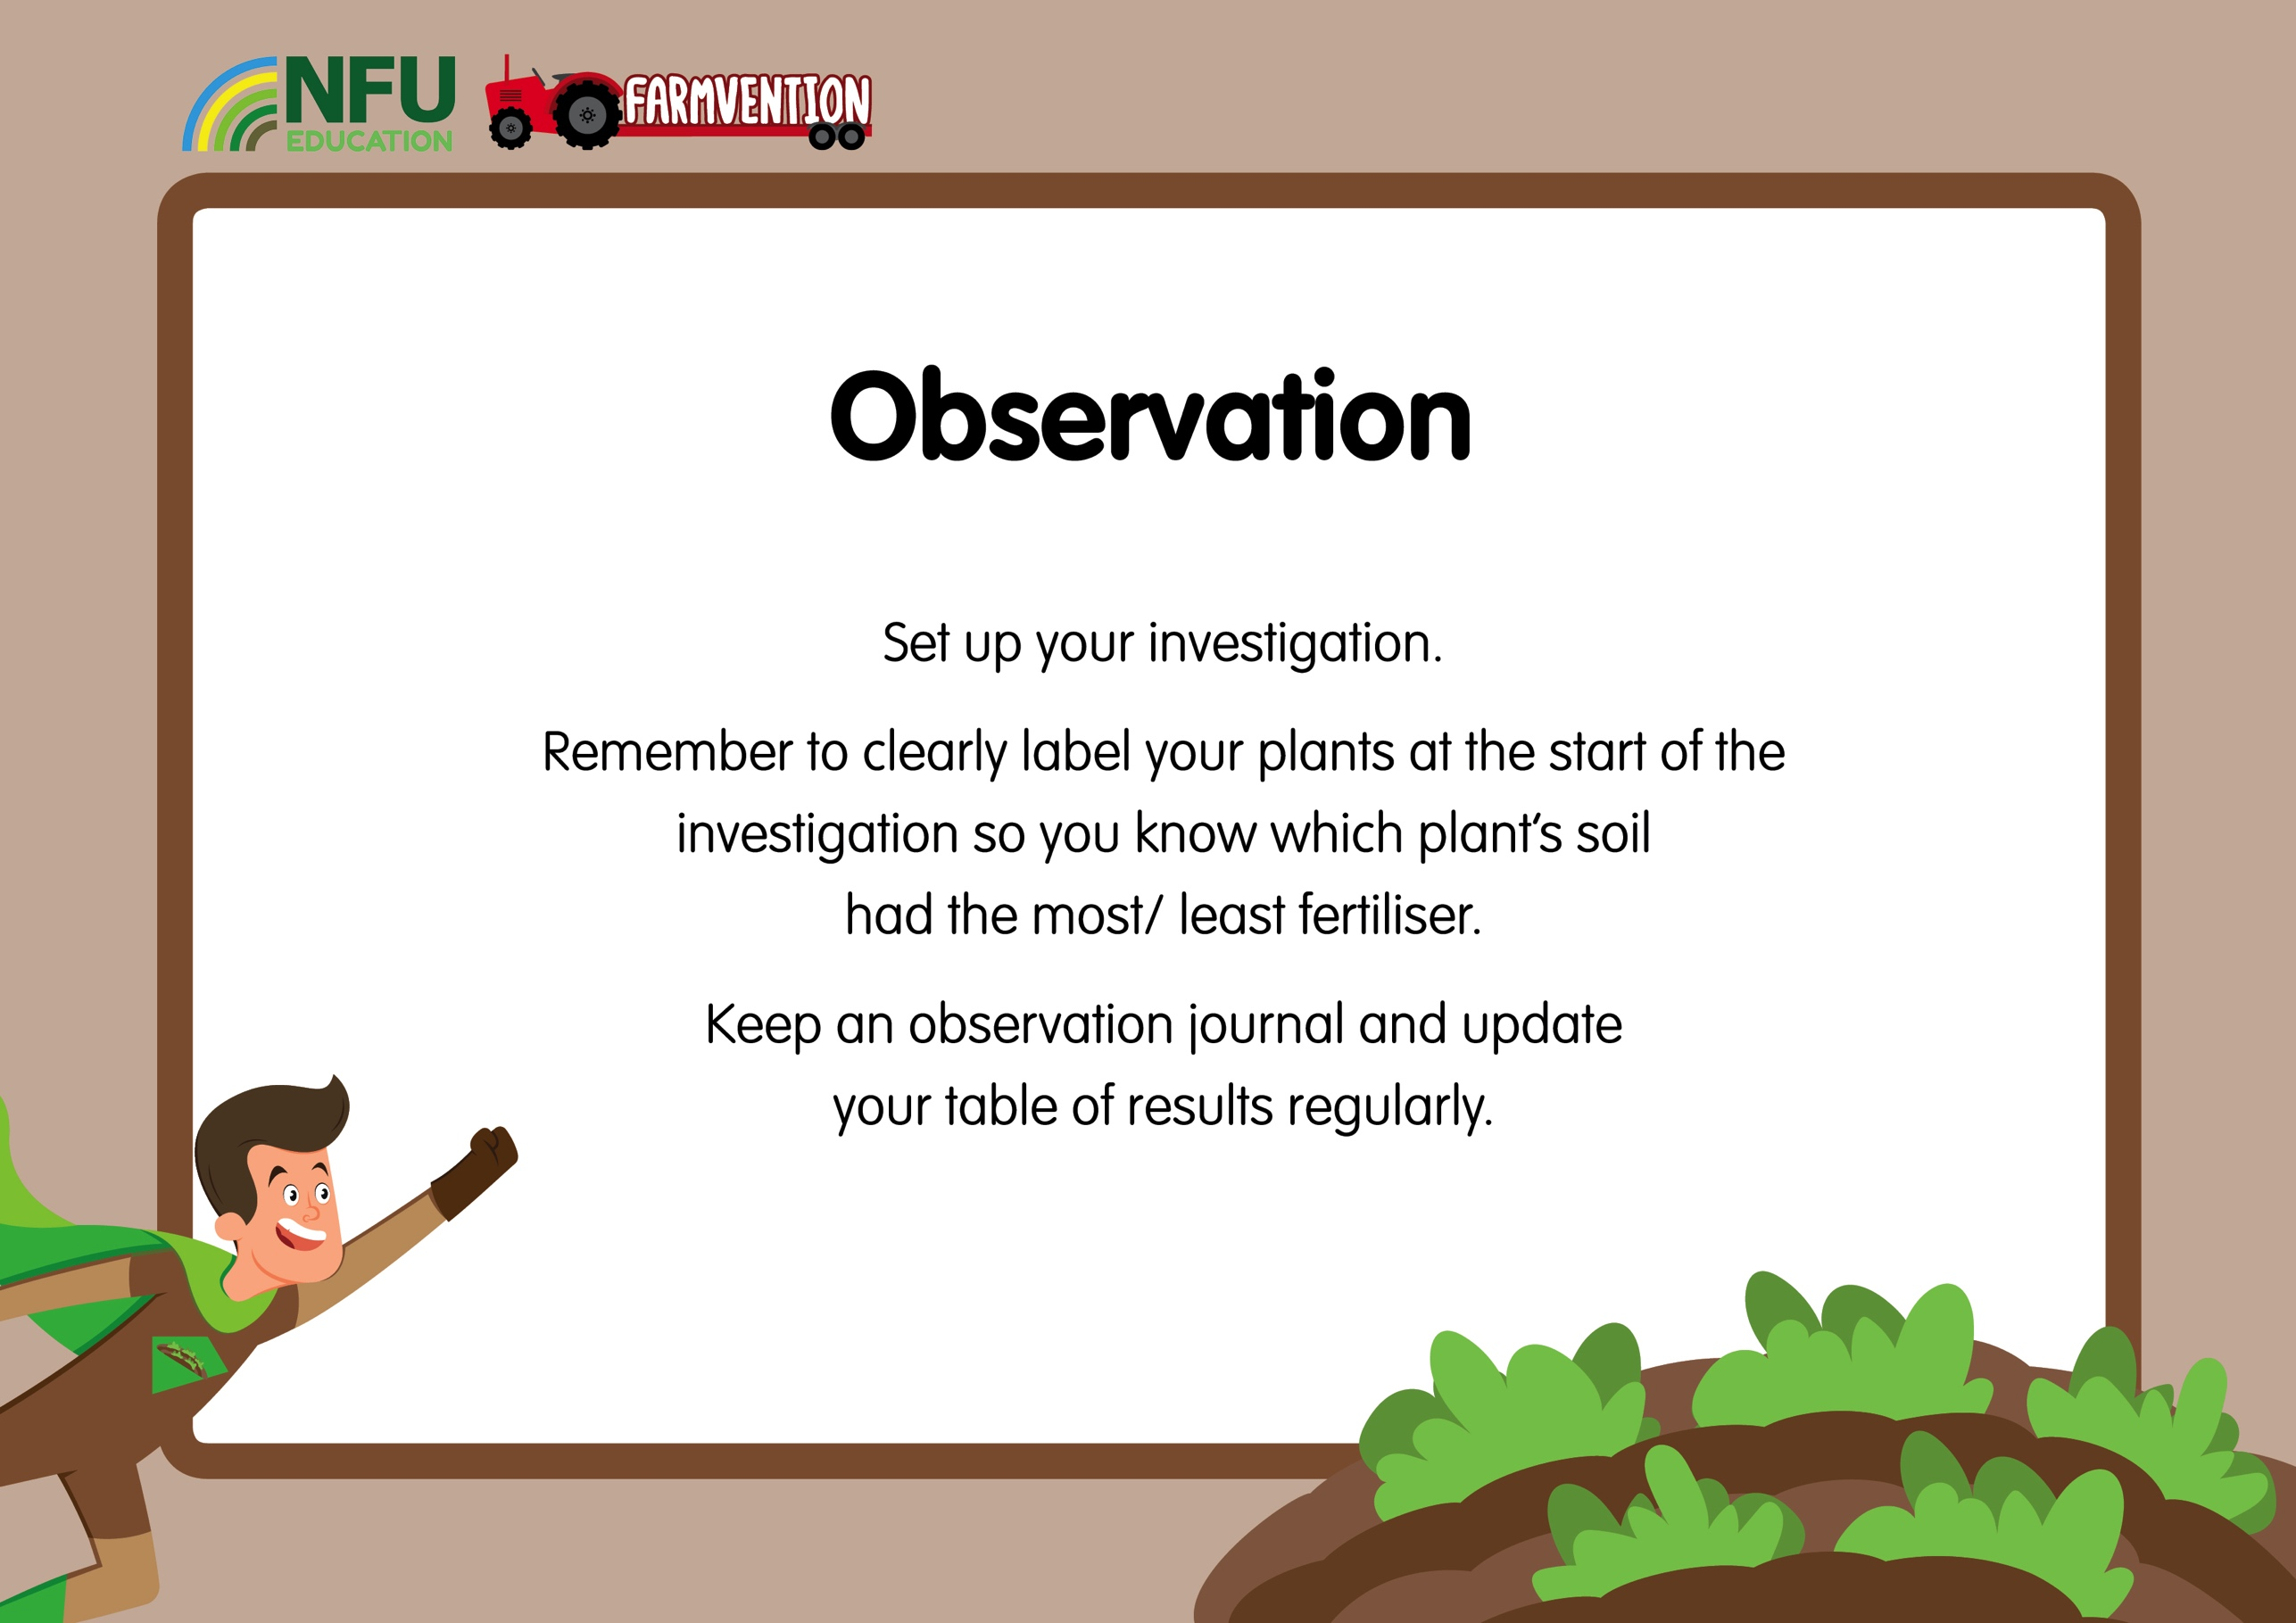 NFU
EDUCATION
FARMVENTION
Observation
Set up your investigation.
Remember to clearly label your plants at the start of the
investigation so you know which plant's soil
had the most/ least fertiliser.
Keep an observation journal and update
your table of results regularly.